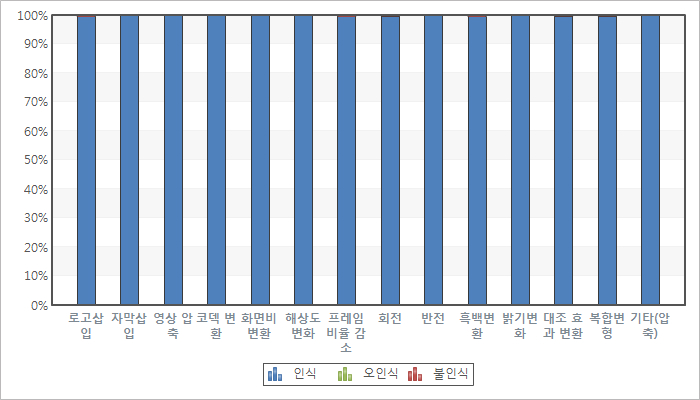 100%
90%
80%
70%
60%
50%
40%
30%
20%
10%
0%
로고삽 자막삽 영상 압 코덱 변 화면비 해상도 프레임 회전 반전 흑백변 밝기변 대조 효 복합변 기타(압
입 입 축 환 변환 변화 비율 감 환 화 과 변환 형 축)
소
인식 오인식 불인식